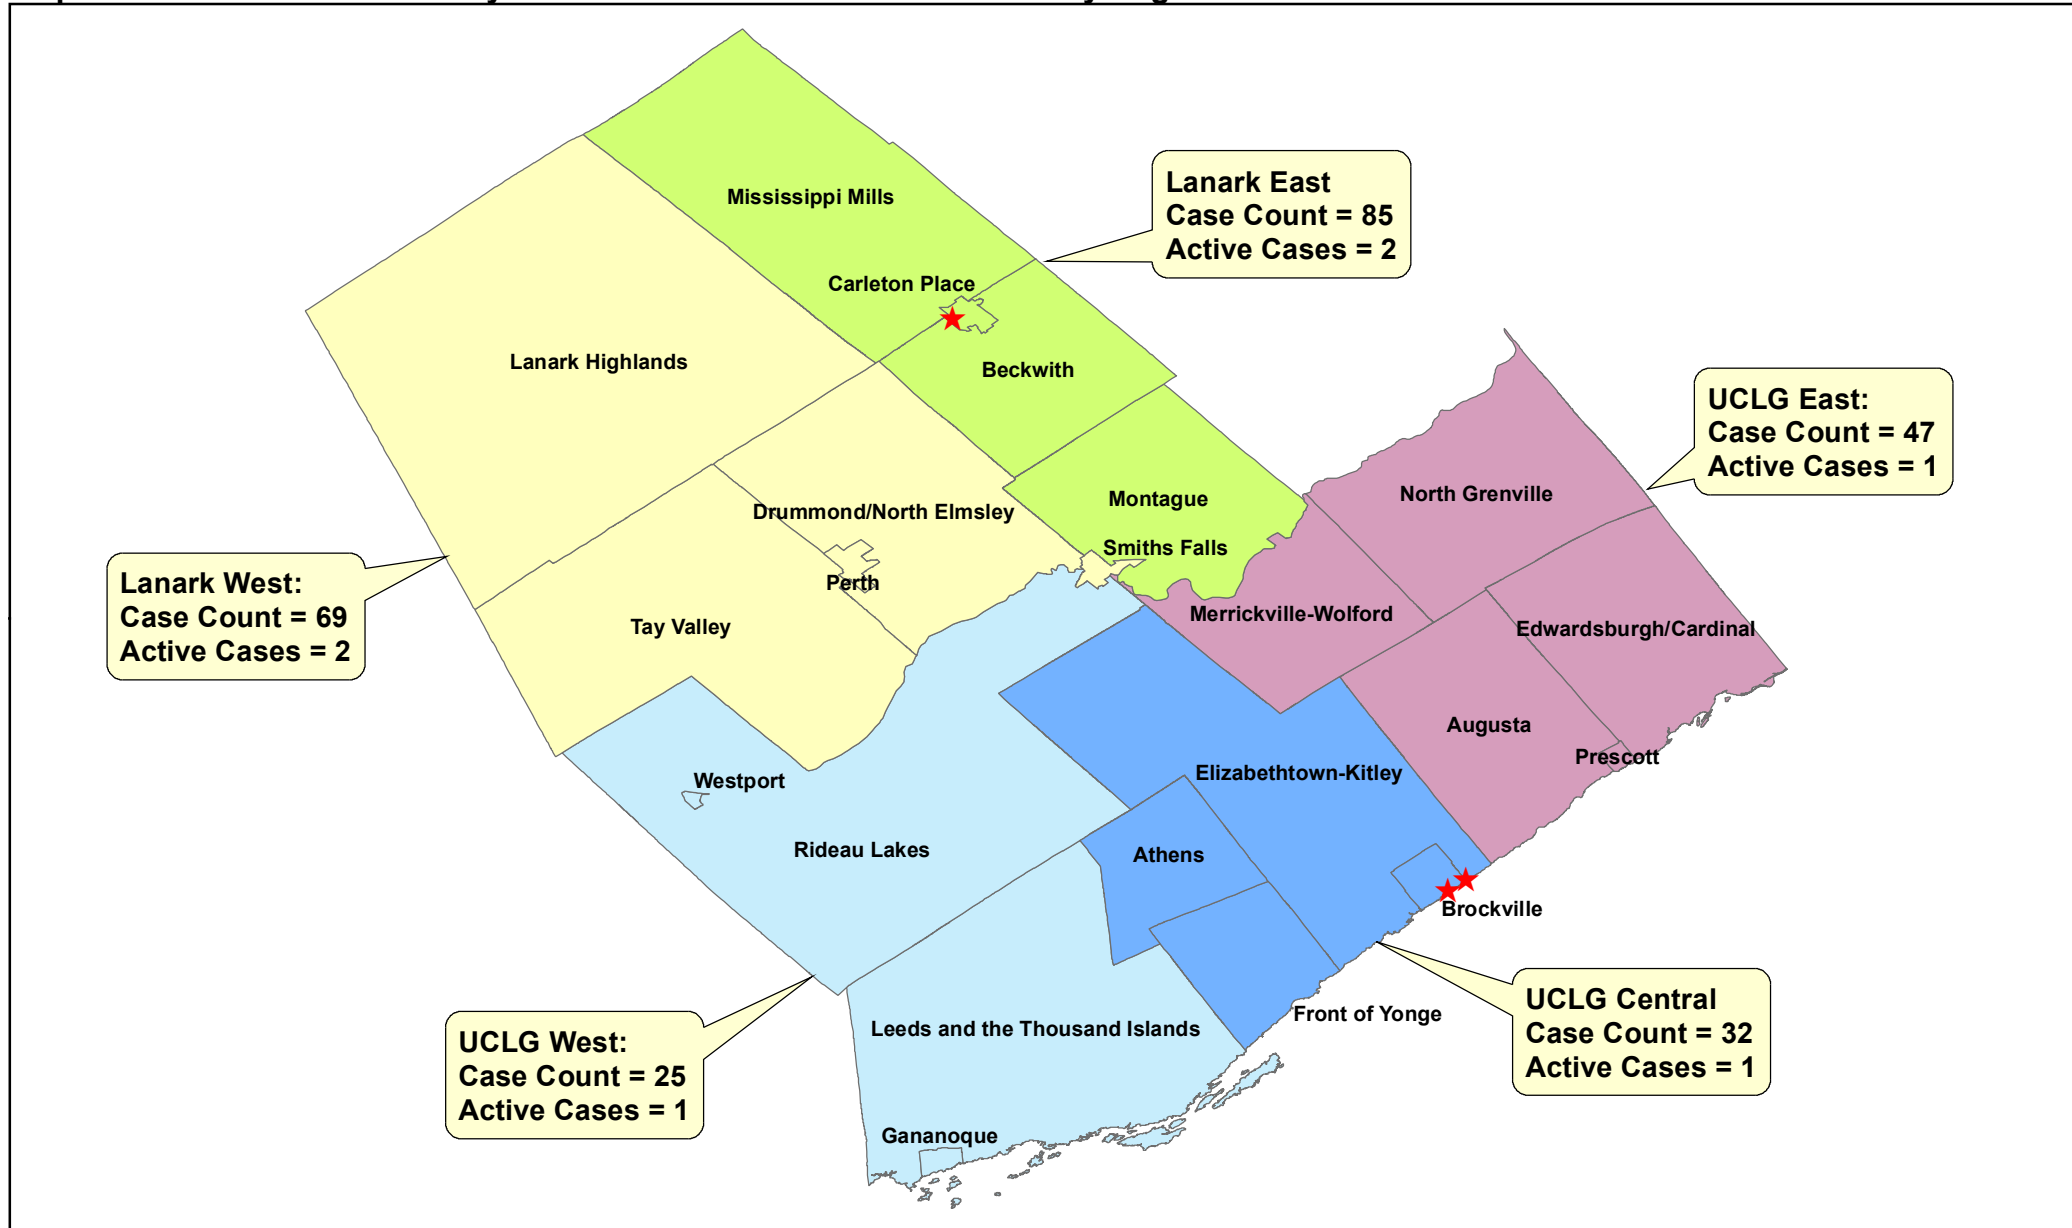 Mississippi Mills
Lanark East
Case Count = 85
Active Cases = 2
Carleton Place
Lanark Highlands
Beckwith
UCLG East:
Case Count = 47
Active Cases = 1
North Grenville
Montague
Drummond/North Elmsley
Smiths Falls
Perth
Lanark West:
Case Count = 69
Active Cases = 2
Tay Valley
Merrickville-Wolford
Edwardsburgh/Cardinal
Augusta
Prescott
Westport
Elizabethtown-Kitley
Rideau Lakes
Athens
Brockville
UCLG Central
Case Count = 32
Active Cases = 1
Front of Yonge
Leeds and the Thousand Islands
UCLG West:
Case Count = 25
Active Cases = 1
Gananoque